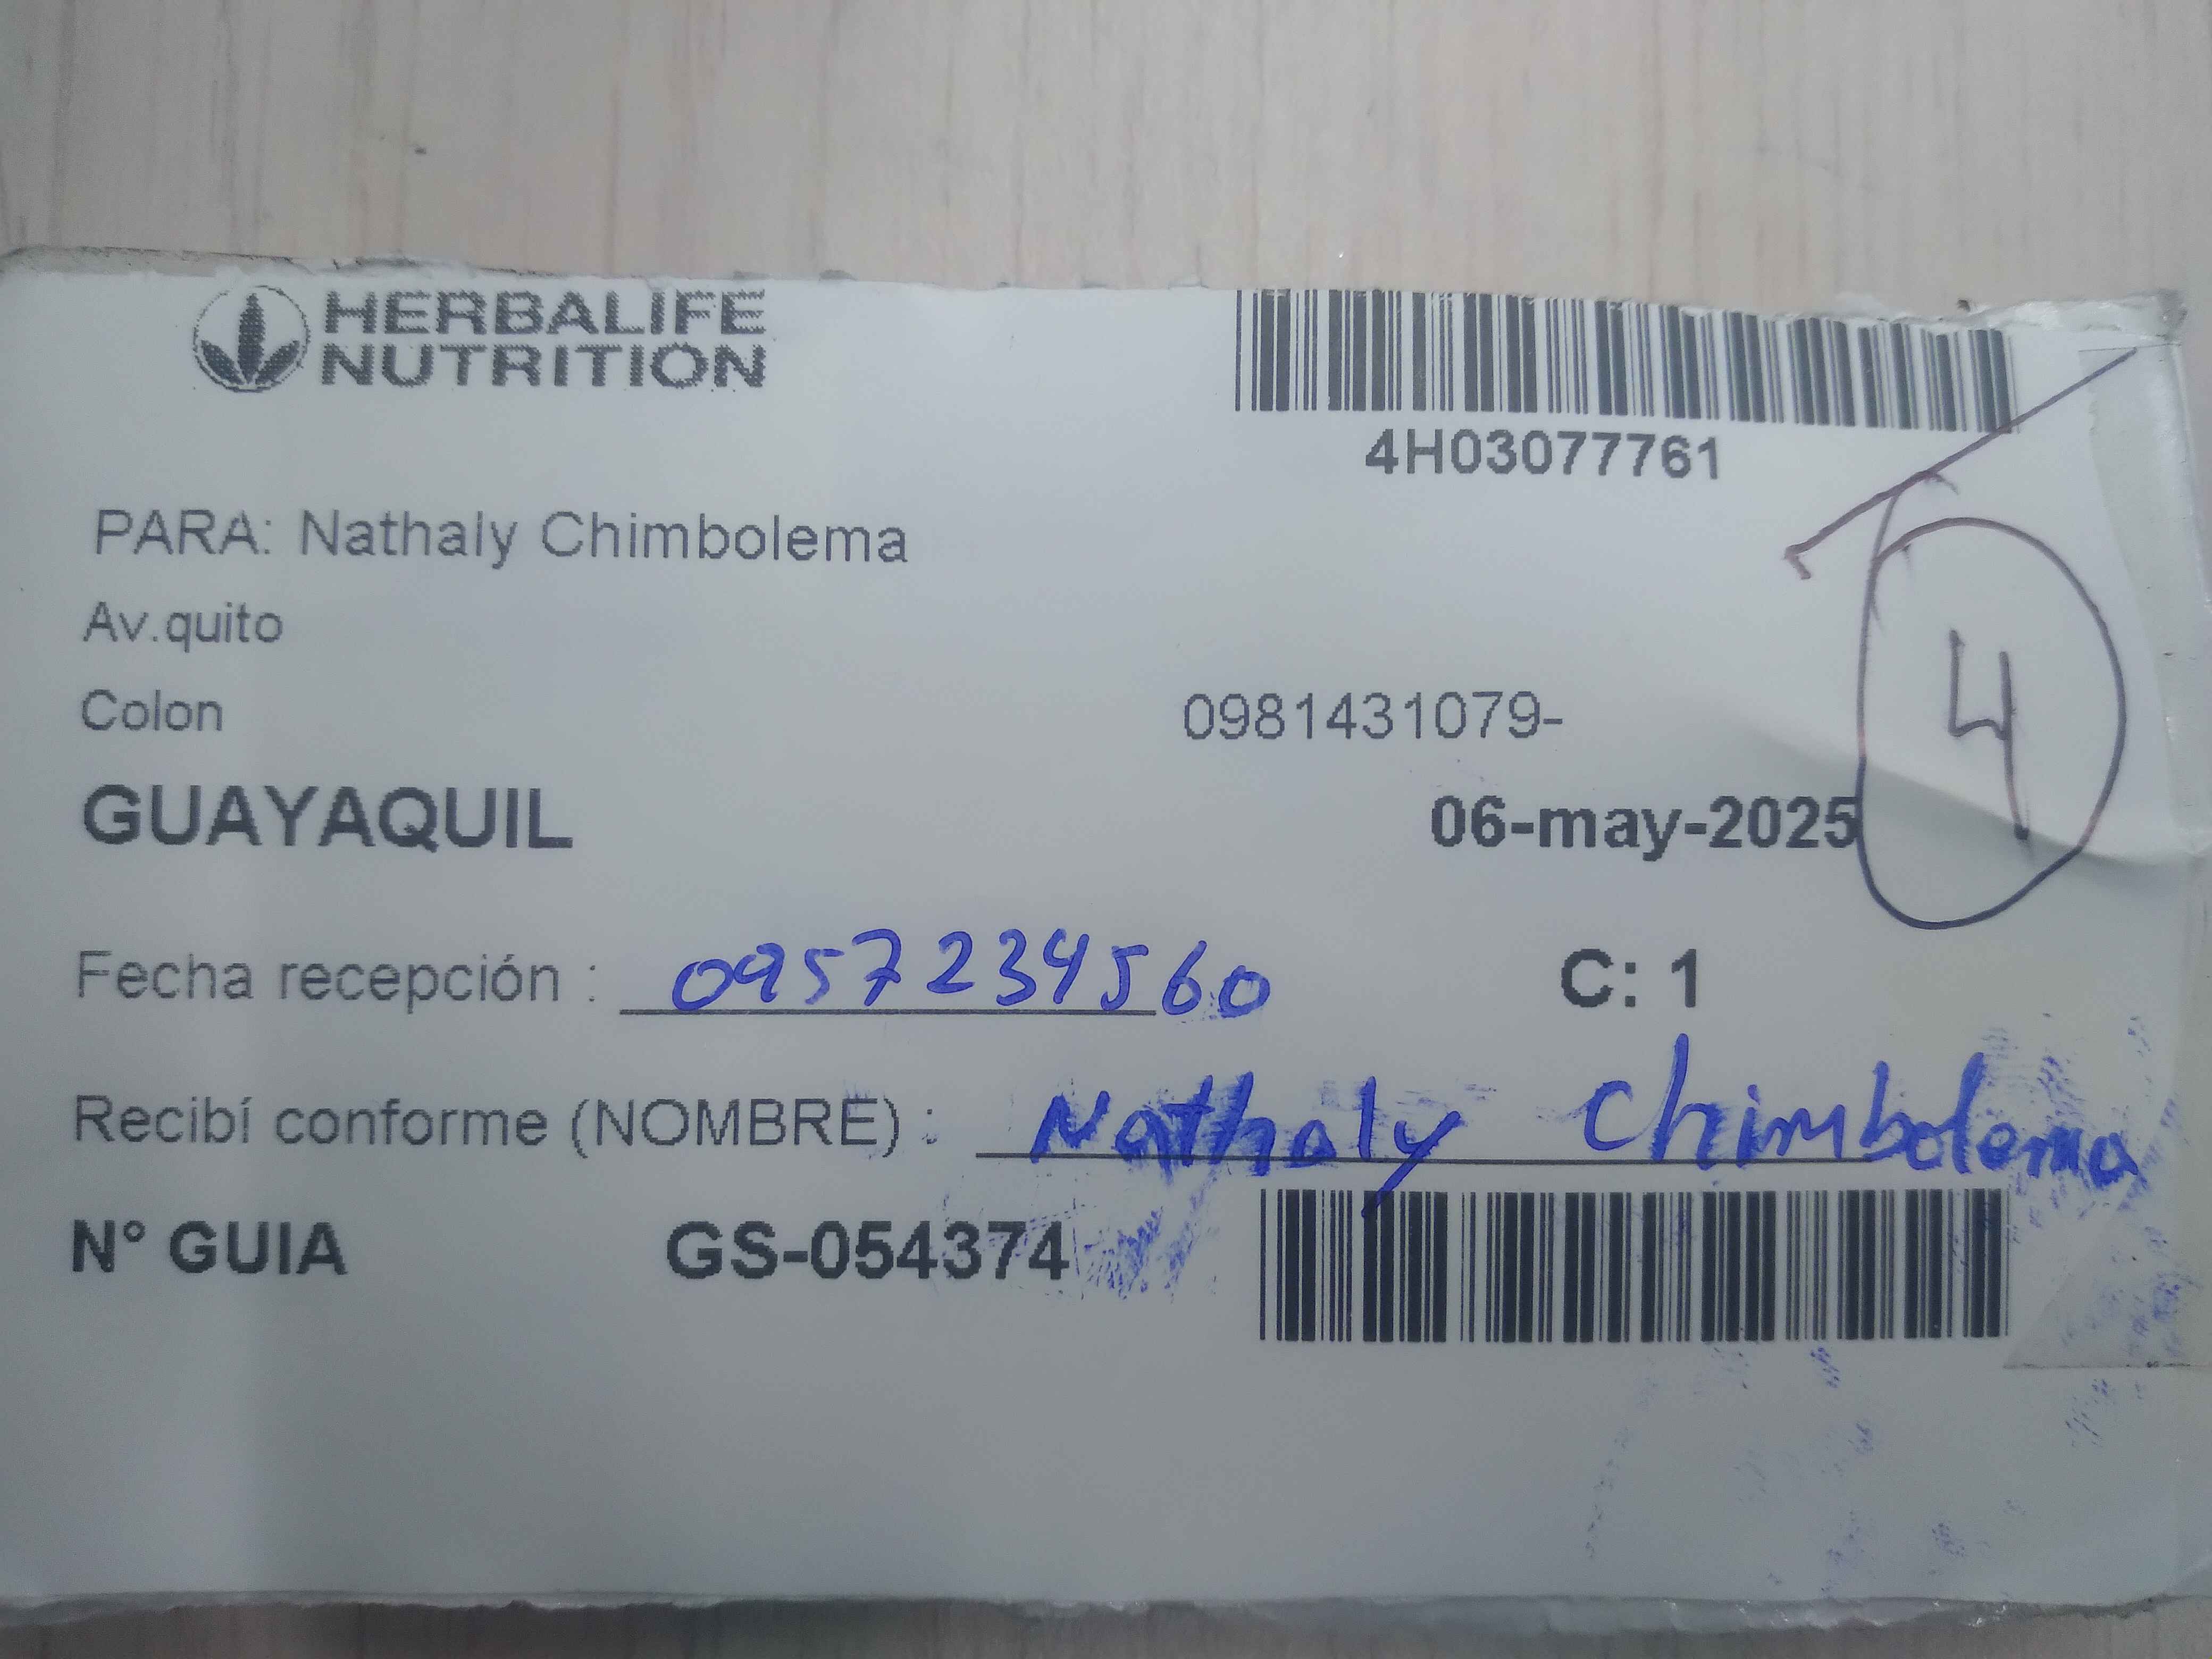 HERBALIFE
NUTRITION
4H03077761
PARA: Nathaly Chimbolema
Av.quito
Colon 0981431079-
4
GUAYAQUIL 06-may-2025
Fecha recepción : 0957234560 C: 1
Recibí conforme (NOMBRE) : Nathaly Chimbolema
N° GUIA GS-054374